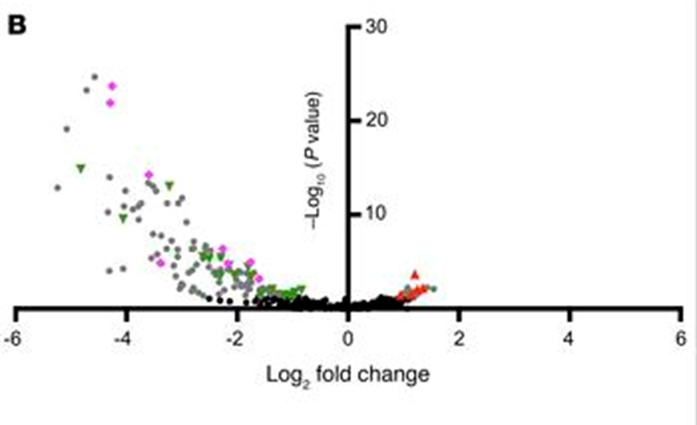 B
30
20
10
–Log₁₀ (P value)
-6 -4 -2 0 2 4 6
Log₂ fold change